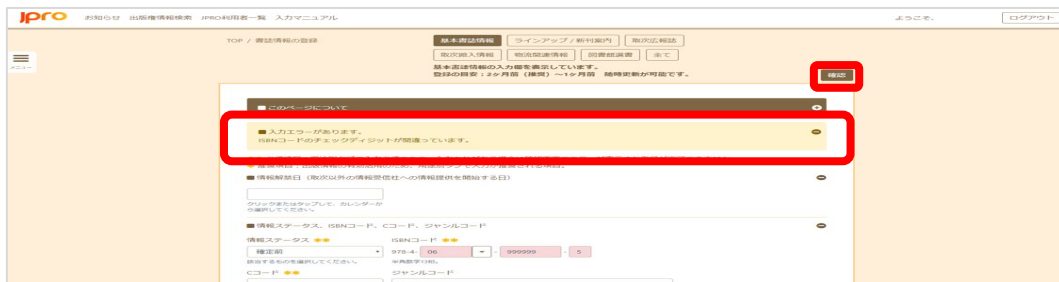 jpro お知らせ 出版権情報検索 JPRO利用者一覧 入力マニュアル ようこそ、 ログアウト
メニュー
TOP / 書誌情報の登録
基本書誌情報 ラインアップ / 新刊案内 取次広報誌
取次搬入情報 物流関連情報 図書館選書 全て
基本書誌情報の入力欄を表示しています。
登録の目安：2ヶ月前（推奨）～1ヶ月前 随時更新が可能です。
確認
■このページについて
■入力エラーがあります。
ISBNコードのチェックディジットが間違っています。
■情報解禁日（取次以外の情報受信社への情報提供を開始する日）
クリックまたはタップして、カレンダーか
ら選択してください。
■情報ステータス、ISBNコード、Cコード、ジャンルコード
情報ステータス ISBNコード
確定前 978-4- 06 - 999999 - 5
該当するものを選択してください。 半角数字13桁。
Cコード ジャンルコード